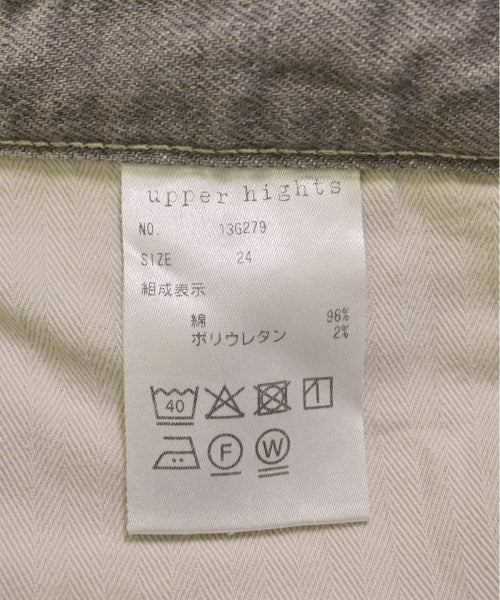 upper hights
NO. 13G279
SIZE 24
組成表示
綿 98%
ポリウレタン 2%
40
F W